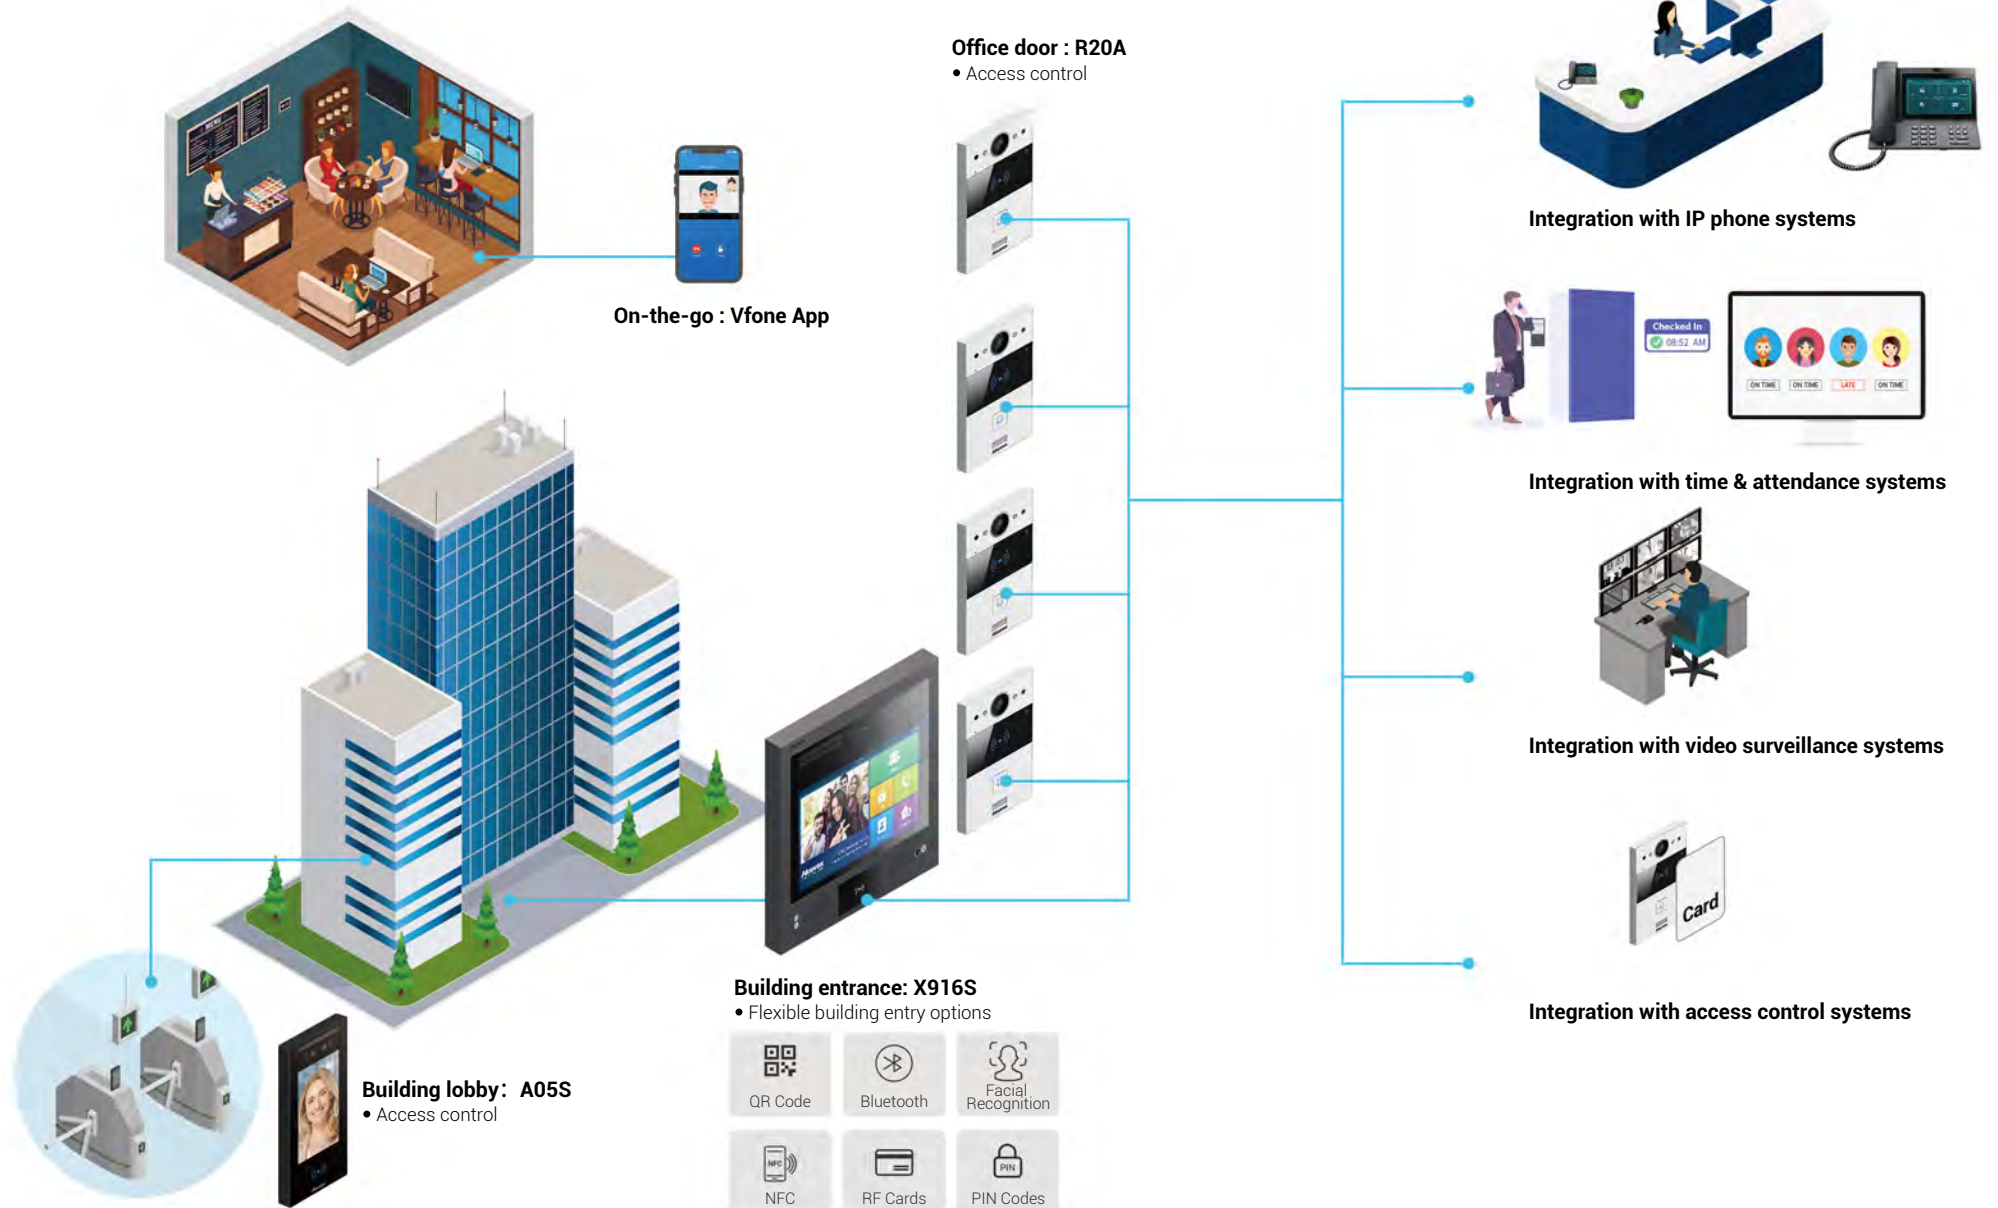 Office door : R20A
• Access control
MENU
On-the-go : Vfone App
Integration with IP phone systems
Checked In
08:52 AM
ON TIME
ON TIME
LATE
ON TIME
Integration with time & attendance systems
Integration with video surveillance systems
Card
Integration with access control systems
Akuvox
Building entrance: X916S
• Flexible building entry options
QR Code
Bluetooth
Facial
Recognition
NFC
NFC
RF Cards
PIN
PIN Codes
Building lobby: A05S
• Access control